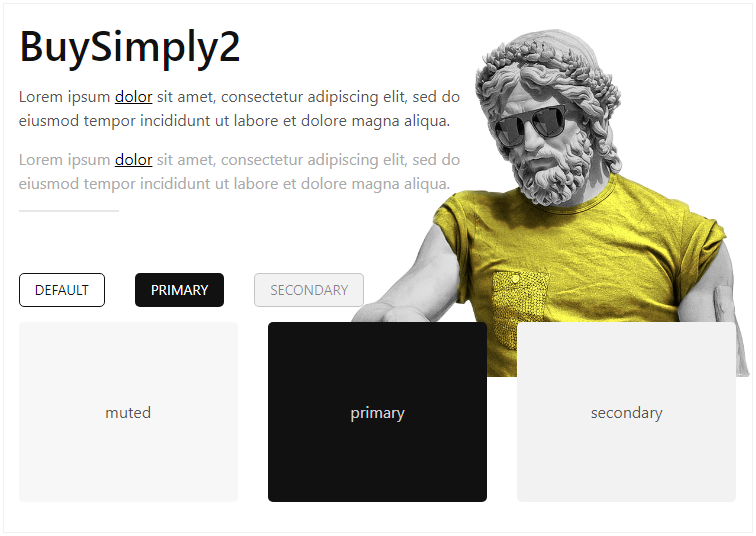 BuySimply2
Lorem ipsum dolor sit amet, consectetur adipiscing elit, sed do
eiusmod tempor incididunt ut labore et dolore magna aliqua.
Lorem ipsum dolor sit amet, consectetur adipiscing elit, sed do
eiusmod tempor incididunt ut labore et dolore magna aliqua.
DEFAULT PRIMARY SECONDARY
muted primary secondary